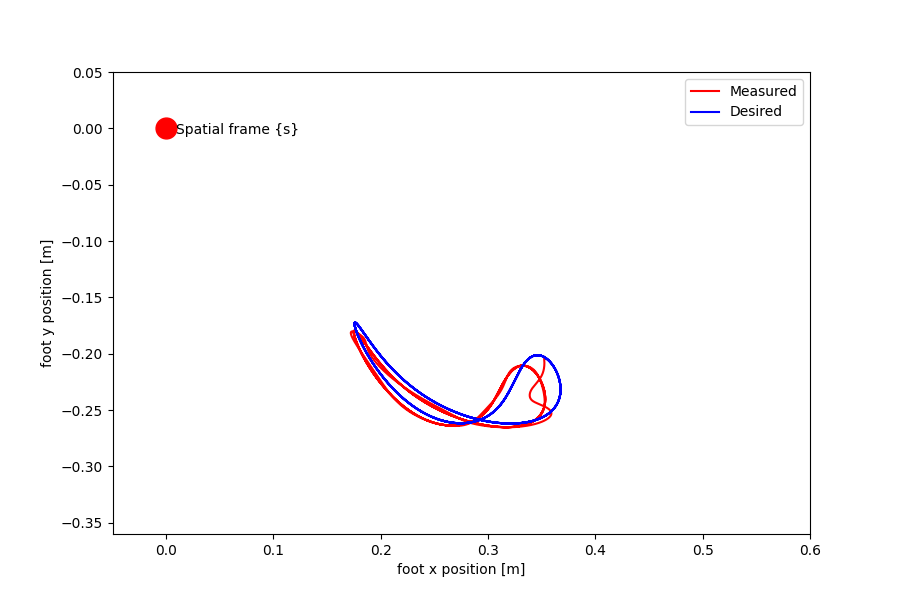 Measured
Desired
Spatial frame {s}
0.05
0.00
−0.05
−0.10
−0.15
−0.20
−0.25
−0.30
−0.35
foot y position [m]
0.0 0.1 0.2 0.3 0.4 0.5 0.6
foot x position [m]